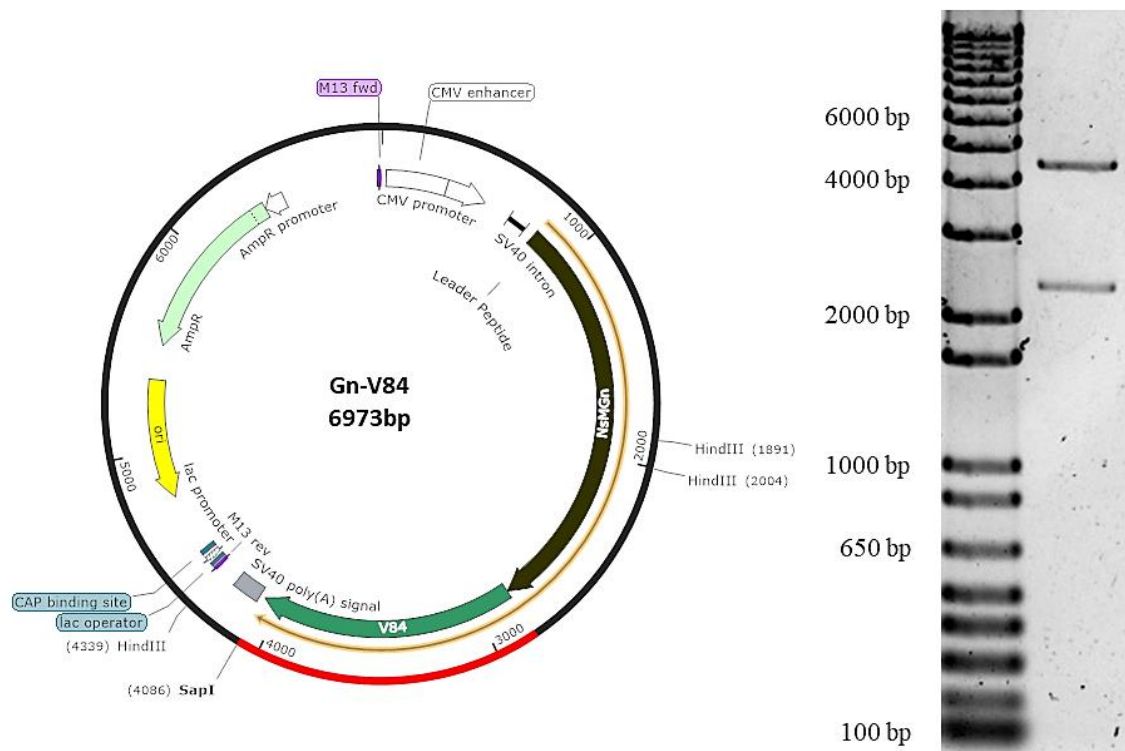 M13 fwd
CMV enhancer
CMV promoter
SV40 intron
Leader Peptide
1000
NsMGn
2000
HindIII (1891)
HindIII (2004)
3000
V84
4000
SV40 poly(A) signal
M13 rev
lac promoter
CAP binding site
lac operator
(4339) HindIII
(4086) SapI
5000
ori
AmpR
AmpR promoter
6000
Gn-V84
6973bp
6000 bp
4000 bp
2000 bp
1000 bp
650 bp
100 bp